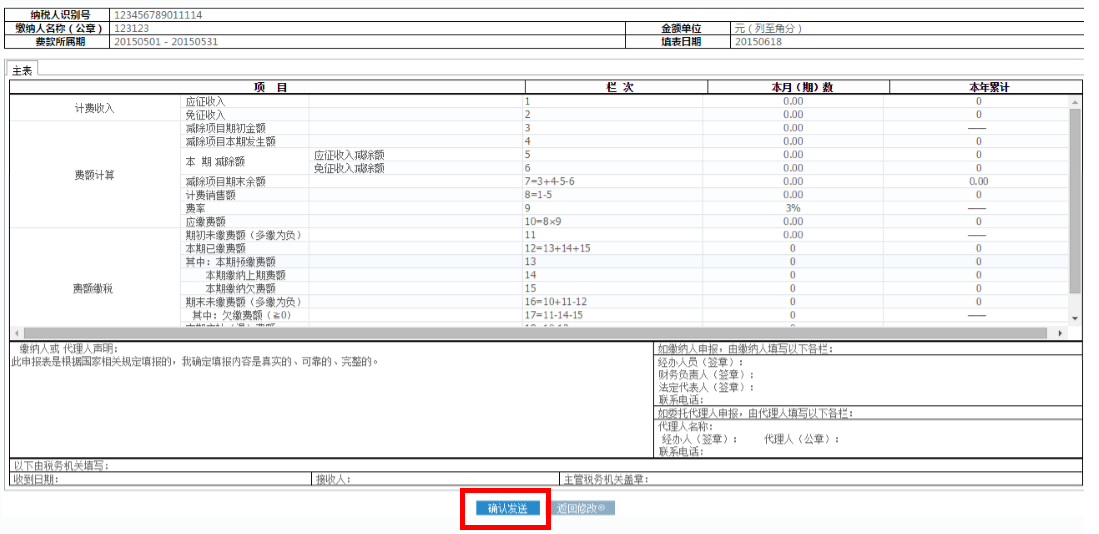 纳税人识别号 123456789011114
缴纳人名称（公章） 123123 金额单位 元（列至角分）
费款所属期 20150501 - 20150531 填表日期 20150618
主表
项 目 栏 次 本月（期）数 本年累计
计费收入 应征收入 1 0.00 0
免征收入 2 0.00 0
费额计算 减除项目期初金额 3 0.00 ——
减除项目本期发生额 4 0.00 0
本 期 减除额 应征收入减除额 5 0.00 0
免征收入减除额 6 0.00 0
减除项目期末余额 7=3+4-5-6 0.00 0.00
计费销售额 8=1-5 0.00 0
费率 9 3% ——
应缴费额 10=8×9 0.00 0
费额缴税 期初未缴费额（多缴为负） 11 0.00 ——
本期已缴费额 12=13+14+15 0 0
其中：本期预缴费额 13 0 0
本期缴纳上期费额 14 0 0
本期缴纳欠费额 15 0 0
期末未缴费额（多缴为负） 16=10+11-12 0 0
其中：欠缴费额（≧0） 17=11-14-15 0 ——
缴纳人或 代理人声明：
此申报表是根据国家相关规定填报的，我确定填报内容是真实的、可靠的、完整的。
如缴纳人申报，由缴纳人填写以下各栏：
经办人员（签章）：
财务负责人（签章）：
法定代表人（签章）：
联系电话：
如委托代理人申报，由代理人填写以下各栏：
代理人名称：
经办人（签章）： 代理人（公章）：
联系电话：
以下由税务机关填写：
收到日期： 接收人： 主管税务机关盖章：
确认发送 返回修改